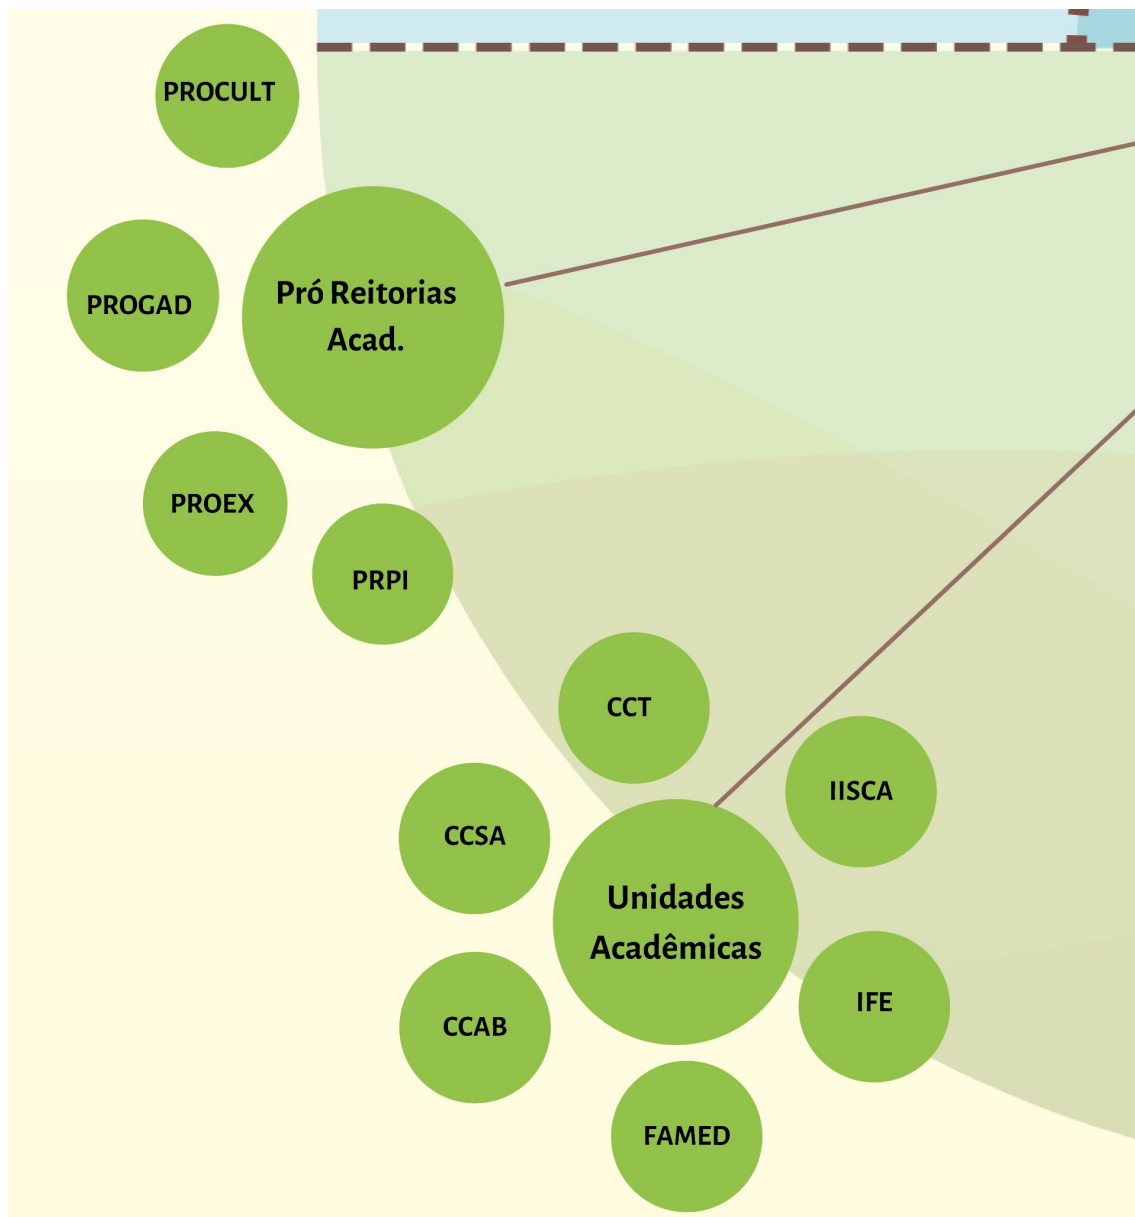 PROCULT
Pró Reitorias
Acad.
PROGAD
PROEX
PRPI
CCT
IISCA
CCSA
Unidades
Acadêmicas
IFE
CCAB
FAMED